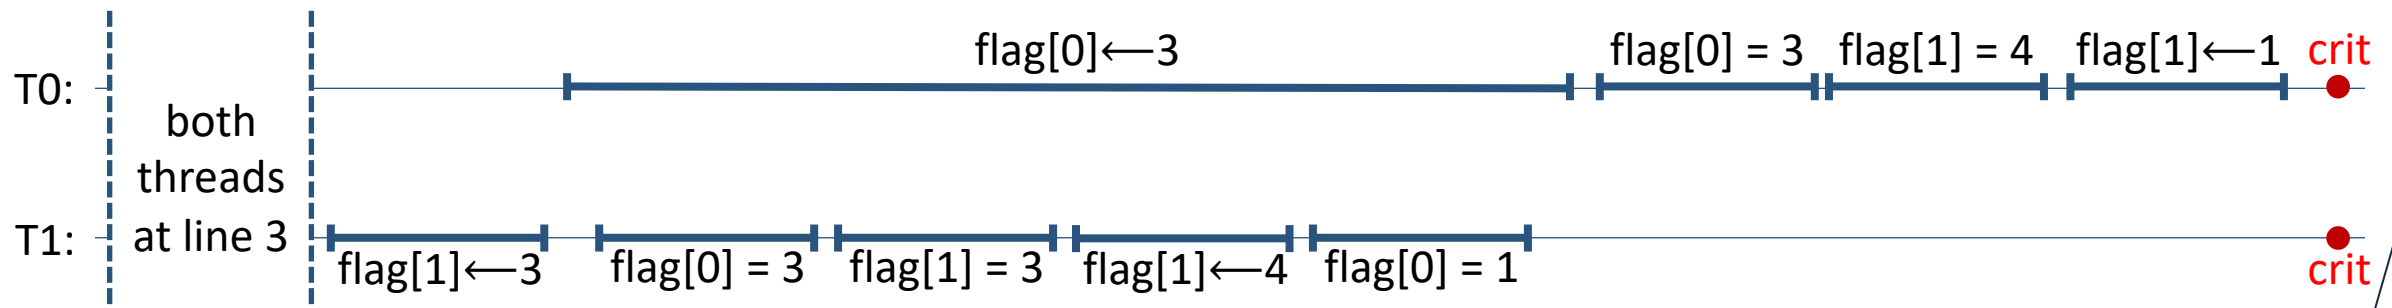 flag[0]⟵3 flag[0] = 3 flag[1] = 4 flag[1]⟵1 crit
T0:
both
threads
at line 3
T1:
flag[1]⟵3 flag[0] = 3 flag[1] = 3 flag[1]⟵4 flag[0] = 1 crit